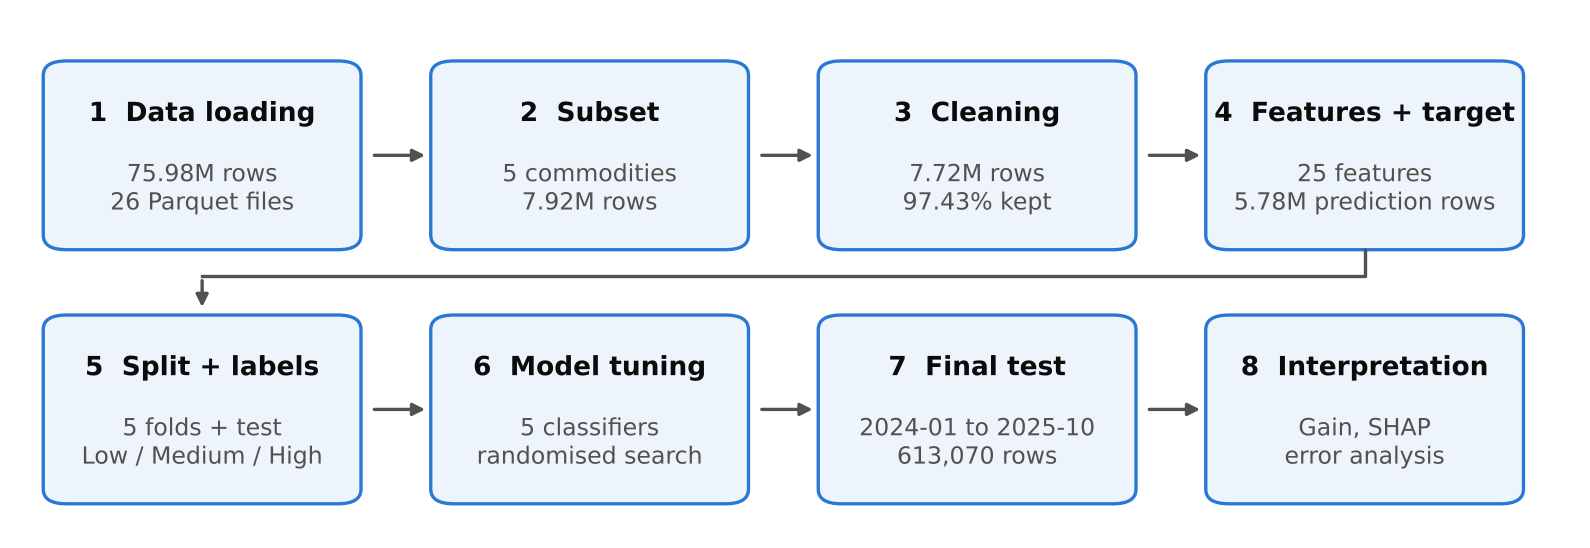 1 Data loading
75.98M rows
26 Parquet files
2 Subset
5 commodities
7.92M rows
3 Cleaning
7.72M rows
97.43% kept
4 Features + target
25 features
5.78M prediction rows
5 Split + labels
5 folds + test
Low / Medium / High
6 Model tuning
5 classifiers
randomised search
7 Final test
2024-01 to 2025-10
613,070 rows
8 Interpretation
Gain, SHAP
error analysis